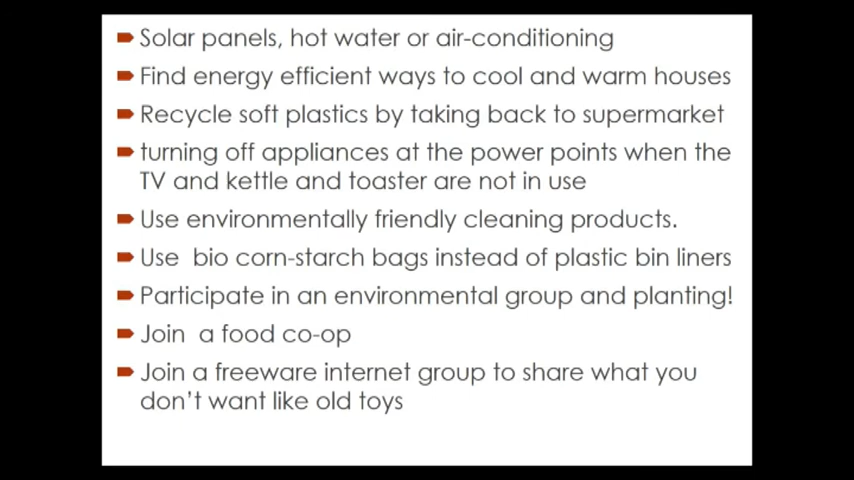 Solar panels, hot water or air-conditioning
Find energy efficient ways to cool and warm houses
Recycle soft plastics by taking back to supermarket
turning off appliances at the power points when the
TV and kettle and toaster are not in use
Use environmentally friendly cleaning products.
Use  bio corn-starch bags instead of plastic bin liners
Participate in an environmental group and planting!
Join  a food co-op
Join a freeware internet group to share what you
don't want like old toys